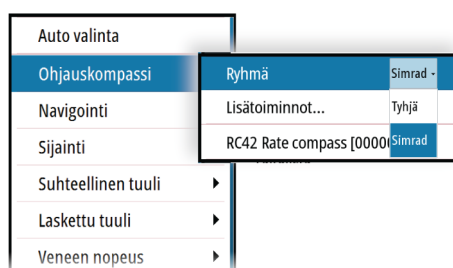 Auto valinta
Ohjauskompassi
Navigointi
Sijainti
Suhteellinen tuuli
Laskettu tuuli
Veneen nopeus
Ryhmä Simrad
Lisätoiminnot... Tyhjä
RC42 Rate compass [0000 Simrad